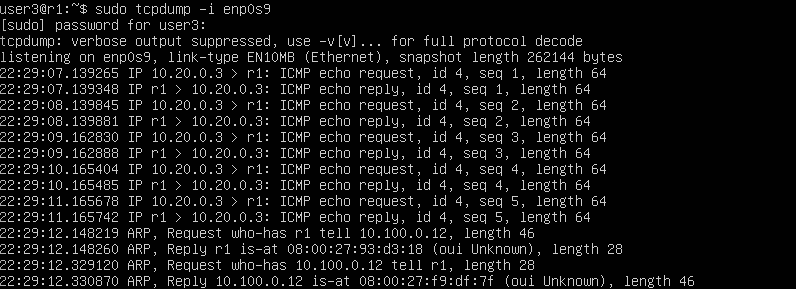 user3@r1:~$ sudo tcpdump -i enp0s9
[sudo] password for user3:
tcpdump: verbose output suppressed, use -v[v]... for full protocol decode
listening on enp0s9, link-type EN10MB (Ethernet), snapshot length 262144 bytes
22:29:07.139265 IP 10.20.0.3 > r1: ICMP echo request, id 4, seq 1, length 64
22:29:07.139348 IP r1 > 10.20.0.3: ICMP echo reply, id 4, seq 1, length 64
22:29:08.139845 IP 10.20.0.3 > r1: ICMP echo request, id 4, seq 2, length 64
22:29:08.139881 IP r1 > 10.20.0.3: ICMP echo reply, id 4, seq 2, length 64
22:29:09.162830 IP 10.20.0.3 > r1: ICMP echo request, id 4, seq 3, length 64
22:29:09.162888 IP r1 > 10.20.0.3: ICMP echo reply, id 4, seq 3, length 64
22:29:10.165404 IP 10.20.0.3 > r1: ICMP echo request, id 4, seq 4, length 64
22:29:10.165485 IP r1 > 10.20.0.3: ICMP echo reply, id 4, seq 4, length 64
22:29:11.165678 IP 10.20.0.3 > r1: ICMP echo request, id 4, seq 5, length 64
22:29:11.165742 IP r1 > 10.20.0.3: ICMP echo reply, id 4, seq 5, length 64
22:29:12.148219 ARP, Request who-has r1 tell 10.100.0.12, length 46
22:29:12.148260 ARP, Reply r1 is-at 08:00:27:93:d3:18 (oui Unknown), length 28
22:29:12.329120 ARP, Request who-has 10.100.0.12 tell r1, length 28
22:29:12.330870 ARP, Reply 10.100.0.12 is-at 08:00:27:f9:df:7f (oui Unknown), length 46